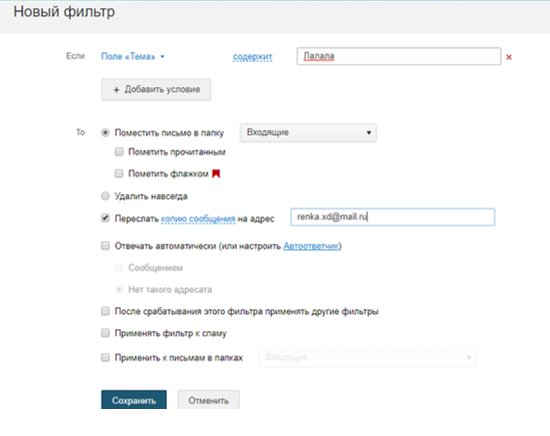 Новый фильтр
Если Поле «Тема» содержит Лалала
+ Добавить условие
То Поместить письмо в папку Входящие
Пометить прочитанным
Пометить флажком
Удалить навсегда
Переслать копию сообщения на адрес renka.xd@mail.ru
Отвечать автоматически (или настроить Автоответчик)
Сообщением
Нет такого адресата
После срабатывания этого фильтра применять другие фильтры
Применять фильтр к спаму
Применить к письмам в папках Входящие
Сохранить Отменить